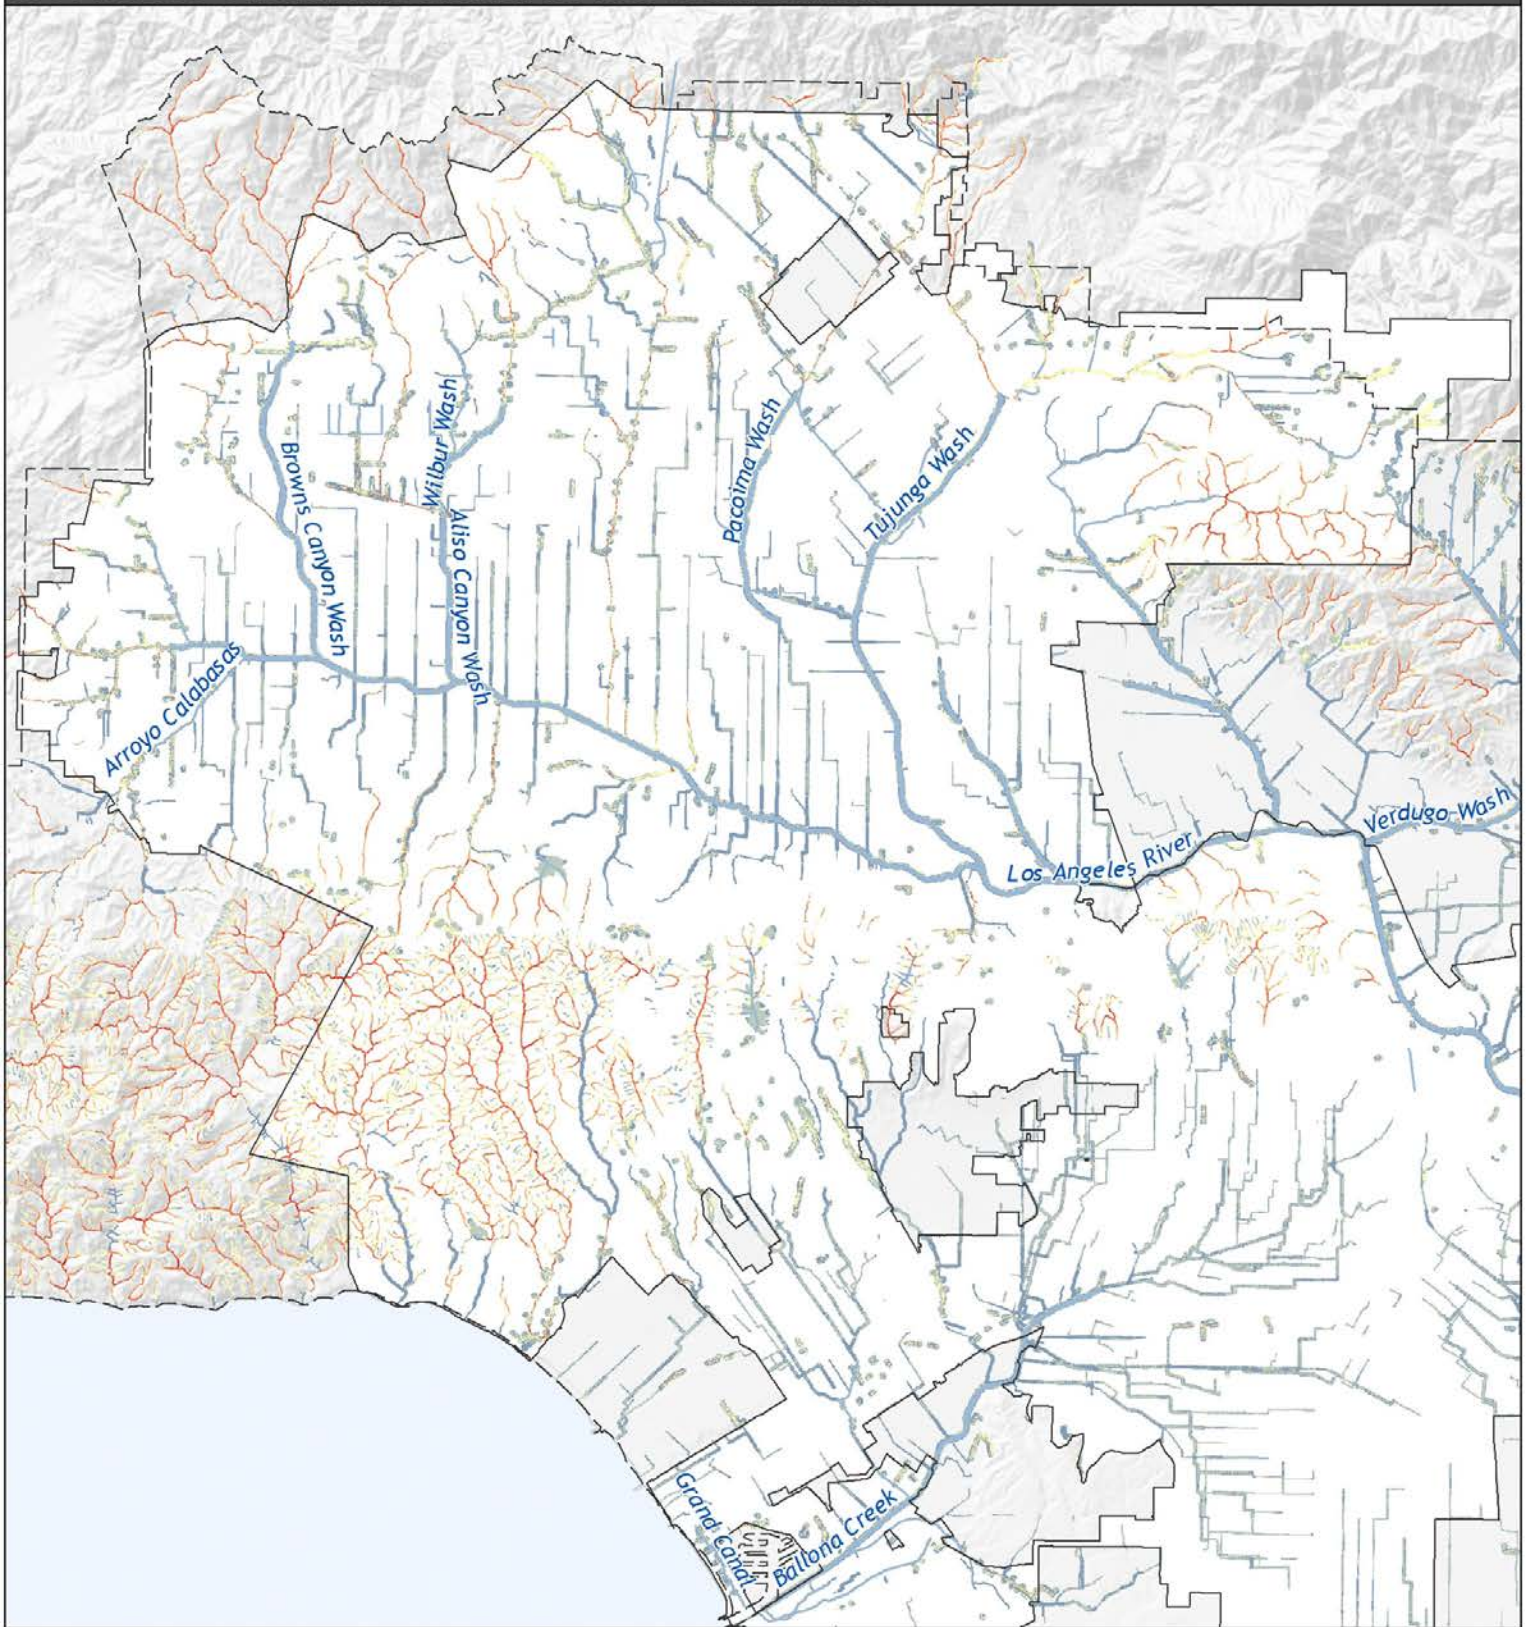 Wilbur Wash
Pacoima Wash
Tujunga Wash
Browns Canyon Wash
Aliso Canyon Wash
Arroyo Calabasas
Verdugo Wash
Los Angeles River
Grand Canal
Ballona Creek